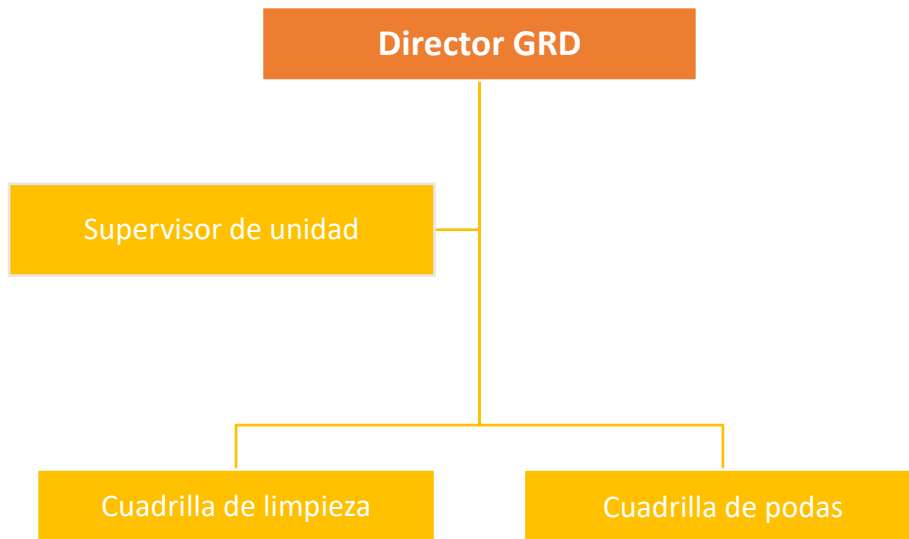 Director GRD
Supervisor de unidad
Cuadrilla de limpieza
Cuadrilla de podas